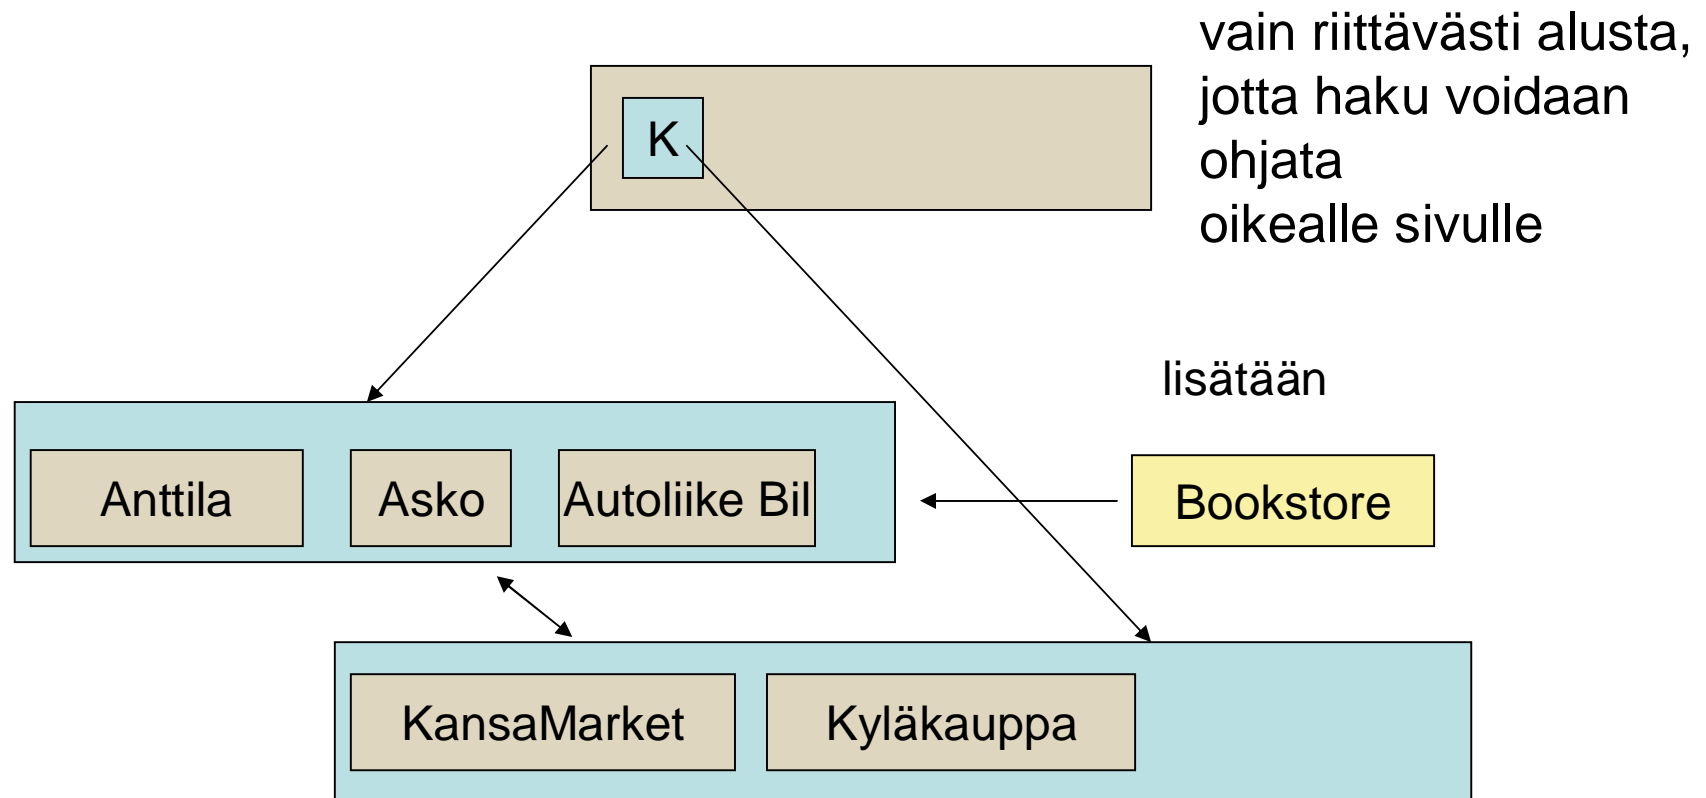 vain riittävästi alusta,
jotta haku voidaan
ohjata
oikealle sivulle
K
lisätään
Anttila
Asko
Autoliike Bil
Bookstore
KansaMarket
Kyläkauppa